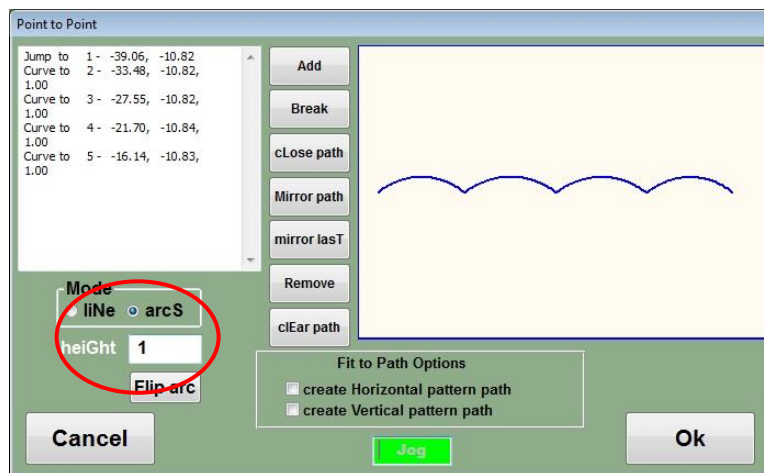 Point to Point
Jump to 1 - -39.06, -10.82
Curve to 2 - -33.48, -10.82,
1.00
Curve to 3 - -27.55, -10.82,
1.00
Curve to 4 - -21.70, -10.84,
1.00
Curve to 5 - -16.14, -10.83,
1.00
Add
Break
cLose path
Mirror path
mirror lasT
Remove
clEar path
Mode
liNe arcS
heiGht 1
Flip arc
Fit to Path Options
create Horizontal pattern path
create Vertical pattern path
Cancel
Jog
Ok